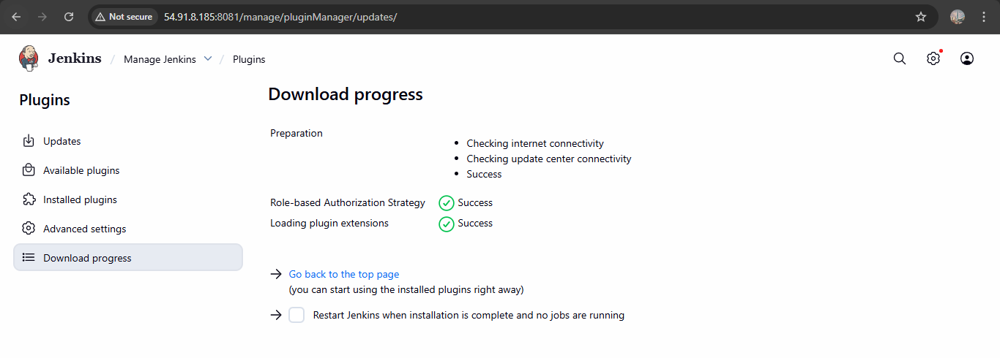 Not secure 54.91.8.185:8081/manage/pluginManager/updates/
Jenkins / Manage Jenkins / Plugins
Plugins
Updates
Available plugins
Installed plugins
Advanced settings
Download progress
Download progress
Preparation
• Checking internet connectivity
• Checking update center connectivity
• Success
Role-based Authorization Strategy Success
Loading plugin extensions Success
→ Go back to the top page
(you can start using the installed plugins right away)
→ Restart Jenkins when installation is complete and no jobs are running